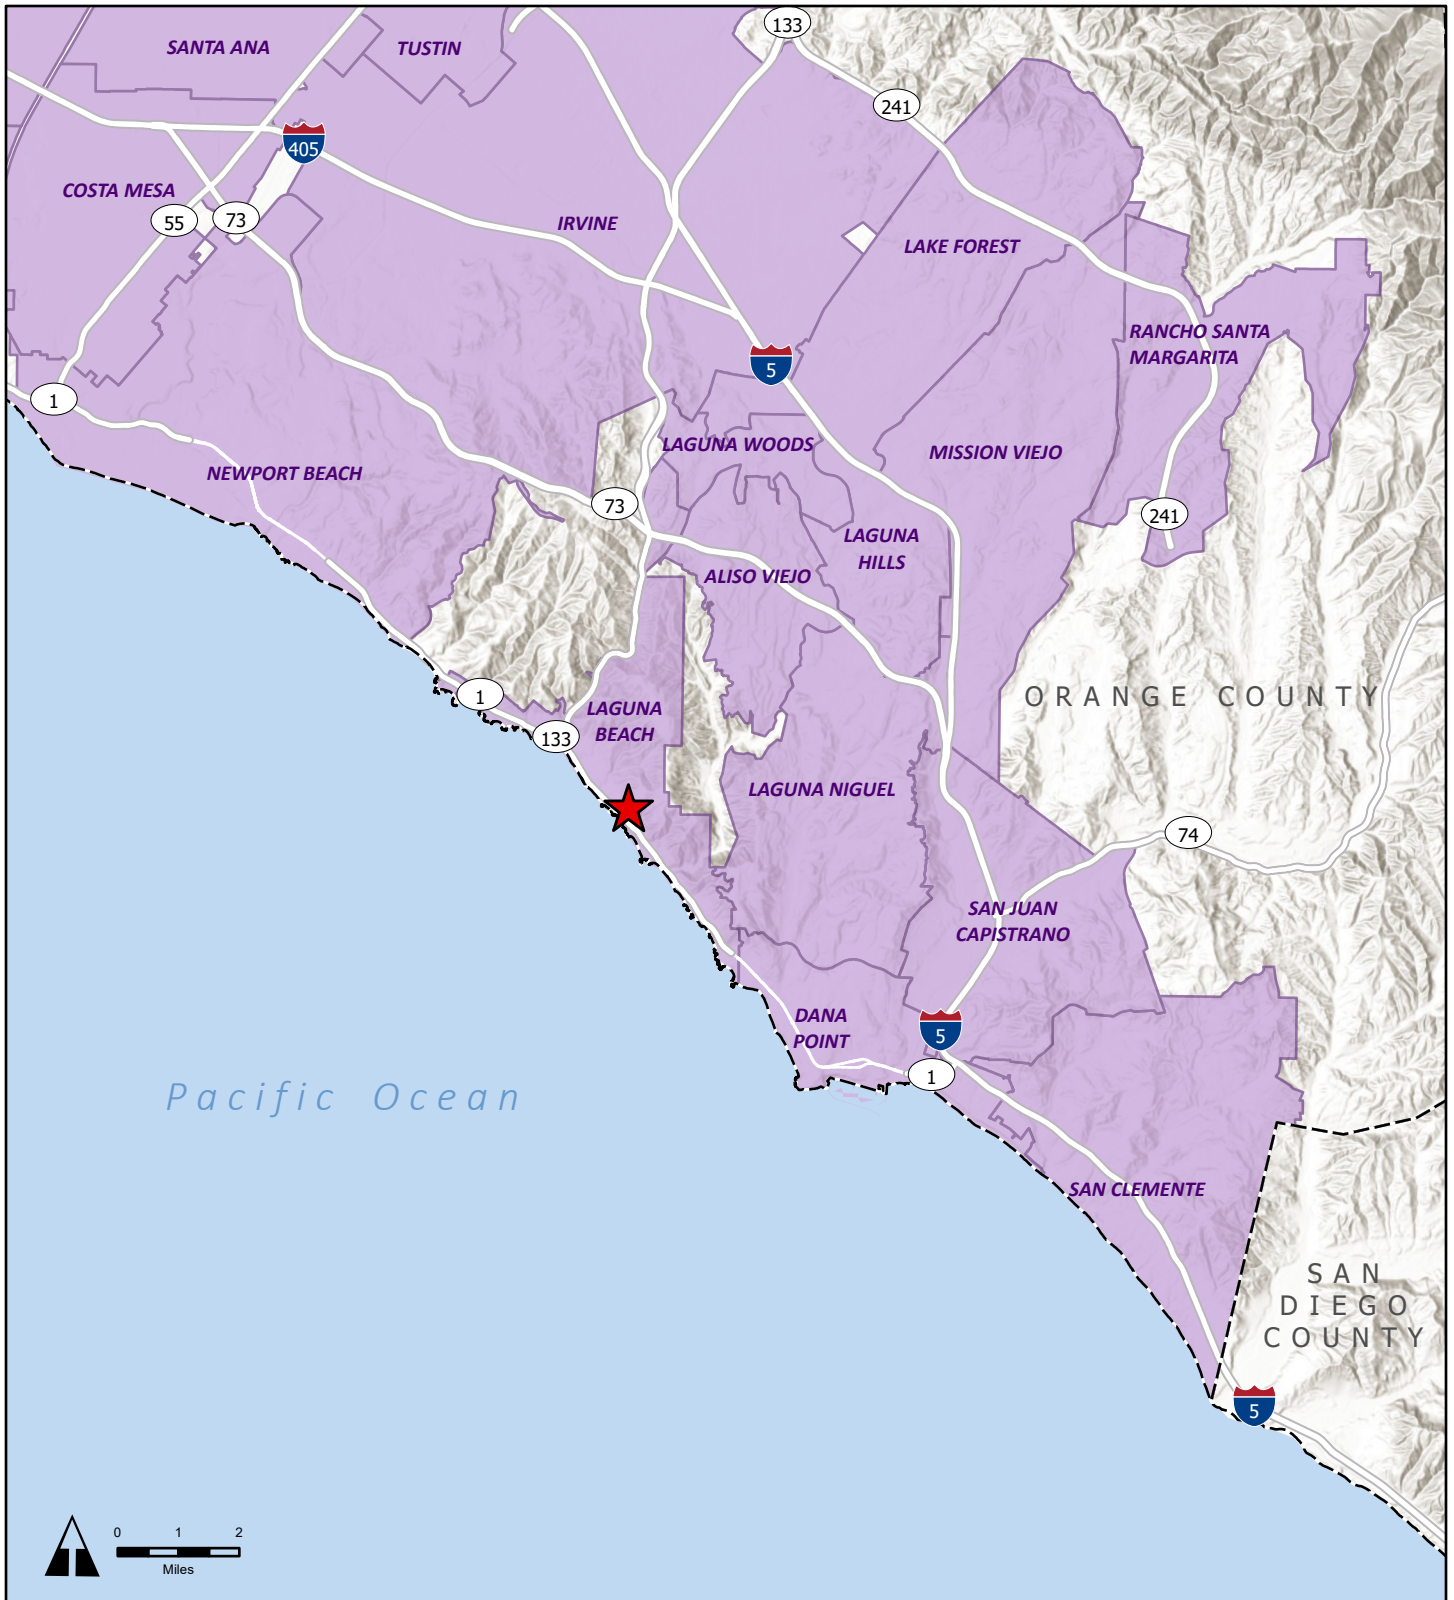 133
SANTA ANA
TUSTIN
241
405
COSTA MESA
55
73
IRVINE
LAKE FOREST
RANCHO SANTA
MARGARITA
5
1
LAGUNA WOODS
MISSION VIEJO
NEWPORT BEACH
73
241
LAGUNA
HILLS
ALISO VIEJO
1
ORANGE COUNTY
LAGUNA
BEACH
133
LAGUNA NIGUEL
74
SAN JUAN
CAPISTRANO
DANA
POINT
5
1
Pacific Ocean
SAN CLEMENTE
SAN
DIEGO
COUNTY
5
0 1 2
Miles